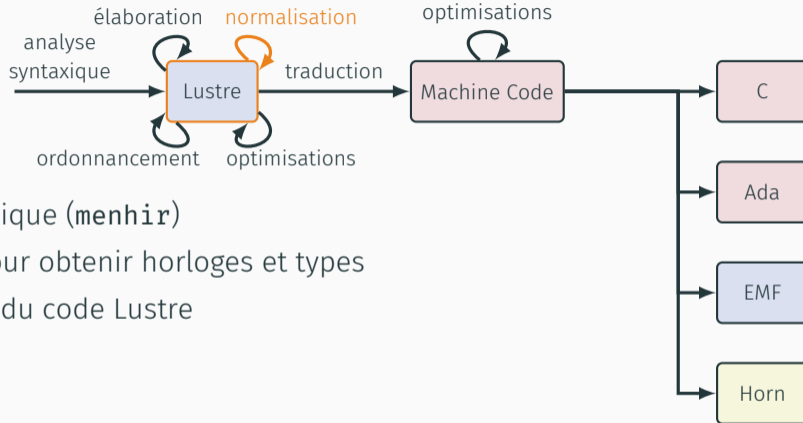 élaboration normalisation optimisations
analyse
syntaxique
traduction
Lustre Machine Code C
ordonnancement optimisations
Ada
ique (menhir)
our obtenir horloges et types
EMF
du code Lustre
Horn